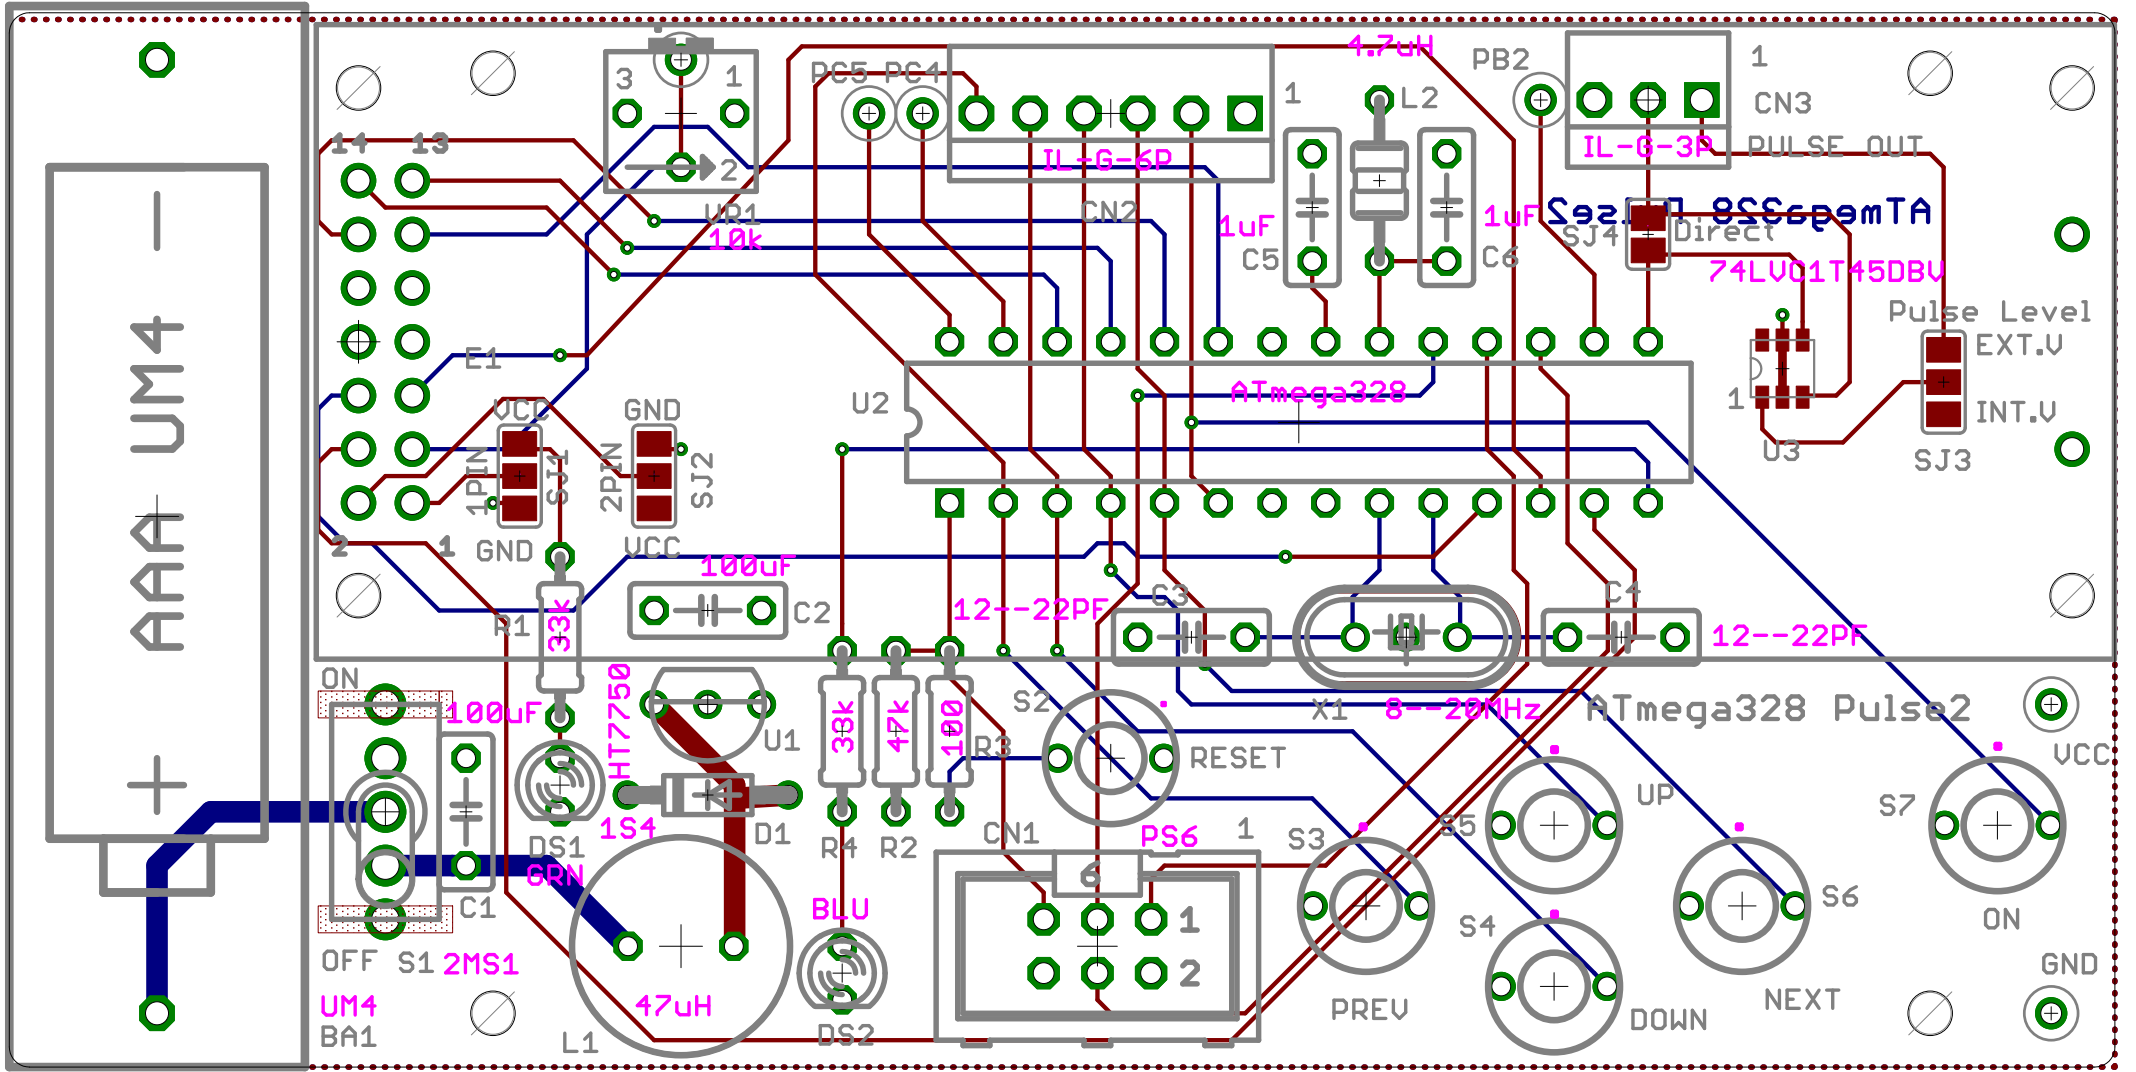 4.7uH
PB2
1
3
1
PC5 PC4
1
L2
CN3
14
13
IL-G-6P
IL-G-3P
PULSE OUT
2
VR1
CN2
1uF
1uF
ATmega328 Pulse2
10k
SJ4
Direct
C5
C6
74LVC1T45DBV
Pulse Level
E1
EXT.V
AAA UM4
+
-
VCC
GND
U2
ATmega328
1
INT.V
1PIN
SJ1
2PIN
SJ2
U3
SJ3
2
1
GND
VCC
100uF
C2
12--22PF
C3
C4
12--22PF
R1
33k
ON
100uF
HT7750
U1
33k
47k
100
R3
S2
RESET
X1
8--20MHz
ATmega328 Pulse2
VCC
1S4
D1
UP
S7
DS1
GRN
R4
R2
CN1
PS6
1
S3
S5
6
C1
BLU
1
S4
S6
ON
OFF
S1
2MS1
2
GND
UM4
47uH
PREV
NEXT
BA1
L1
DS2
DOWN